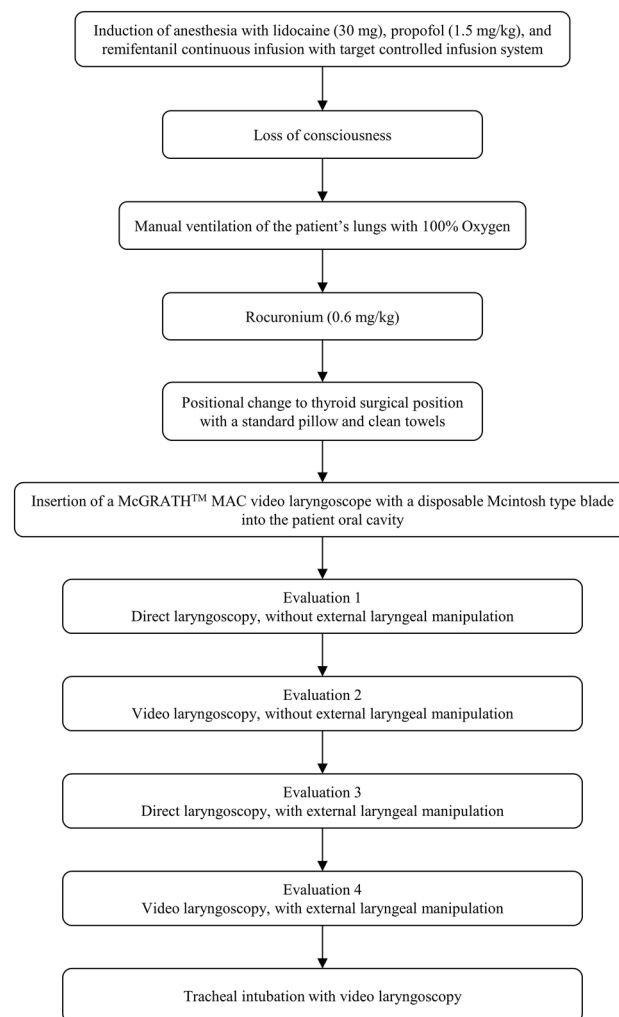 Induction of anesthesia with lidocaine (30 mg), propofol (1.5 mg/kg), and
remifentanil continuous infusion with target controlled infusion system
Loss of consciousness
Manual ventilation of the patient's lungs with 100% Oxygen
Rocuronium (0.6 mg/kg)
Positional change to thyroid surgical position
with a standard pillow and clean towels
Insertion of a McGRATH™ MAC video laryngoscope with a disposable Mcintosh type blade
into the patient oral cavity
Evaluation 1
Direct laryngoscopy, without external laryngeal manipulation
Evaluation 2
Video laryngoscopy, without external laryngeal manipulation
Evaluation 3
Direct laryngoscopy, with external laryngeal manipulation
Evaluation 4
Video laryngoscopy, with external laryngeal manipulation
Tracheal intubation with video laryngoscopy